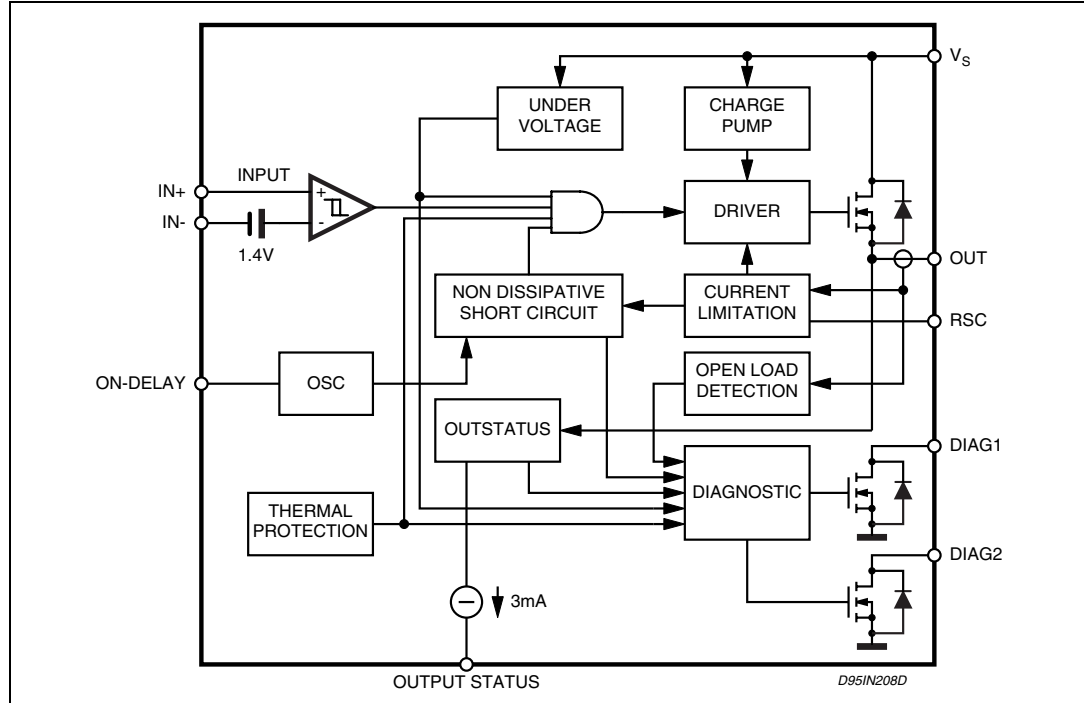 V_S
UNDER
VOLTAGE
CHARGE
PUMP
INPUT
IN+
IN-
+
-
1.4V
DRIVER
OUT
NON DISSIPATIVE
SHORT CIRCUIT
CURRENT
LIMITATION
RSC
ON-DELAY
OSC
OPEN LOAD
DETECTION
OUTSTATUS
DIAG1
DIAGNOSTIC
THERMAL
PROTECTION
DIAG2
3mA
OUTPUT STATUS
D95IN208D